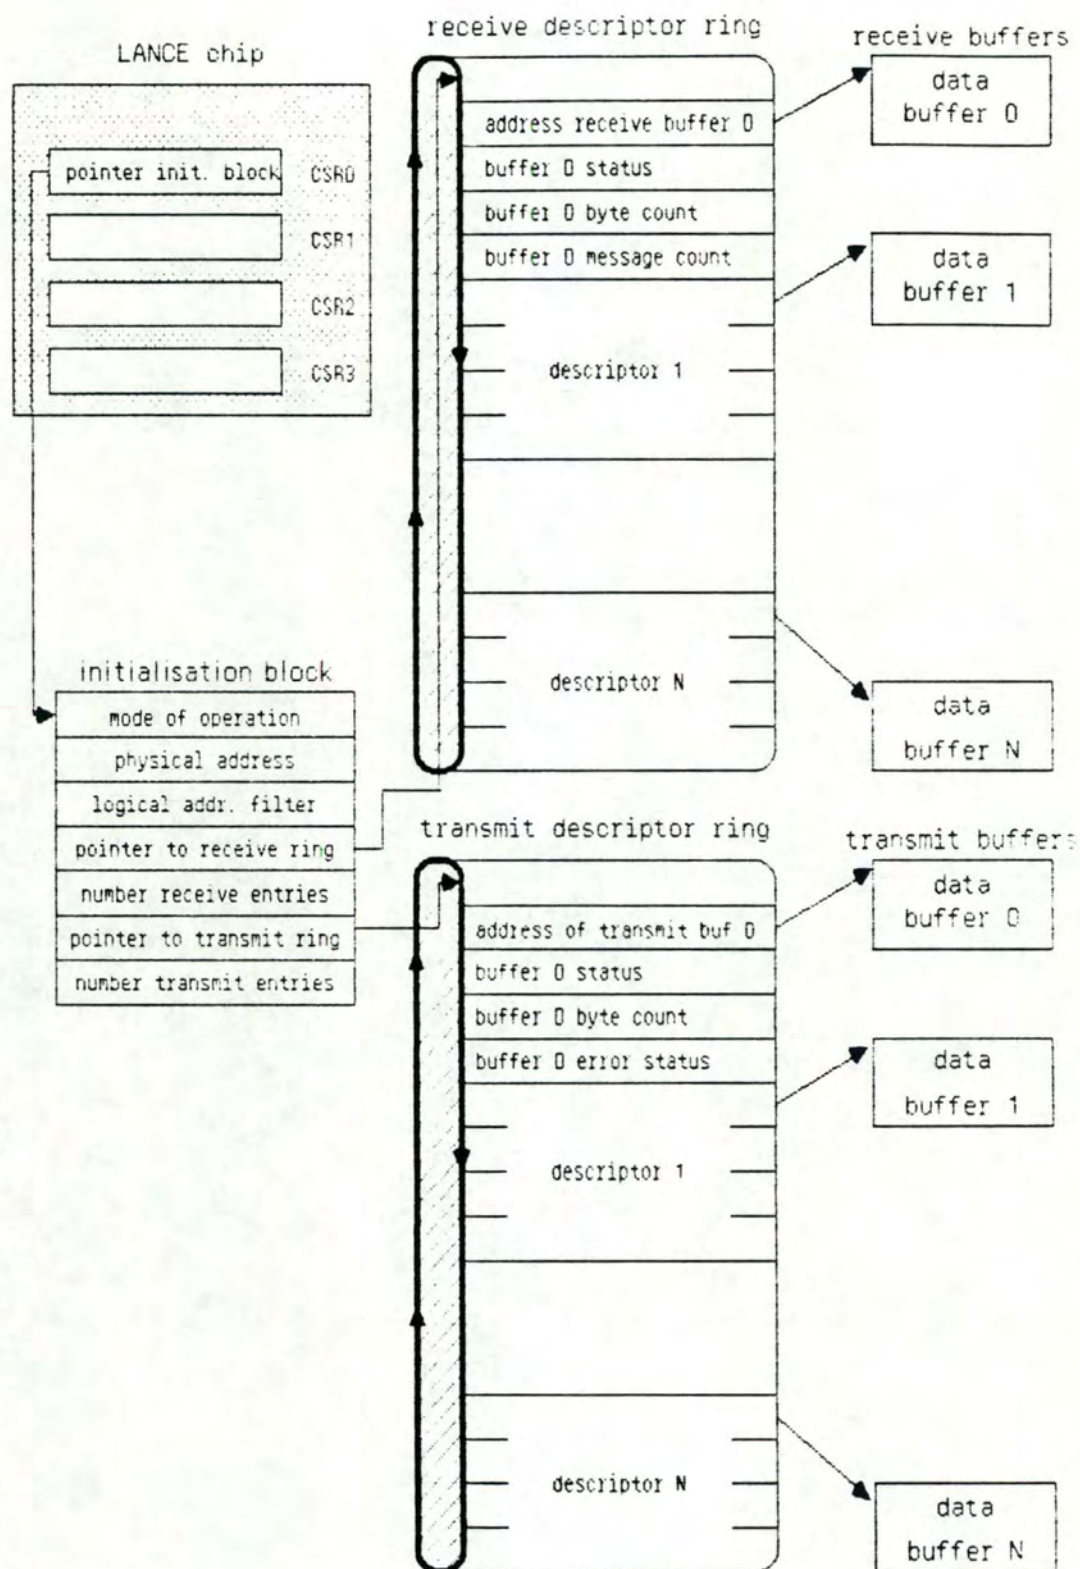 LANCE chip
pointer init. block
CSR0
CSR1
CSR2
CSR3
initialisation block
mode of operation
physical address
logical addr. filter
pointer to receive ring
number receive entries
pointer to transmit ring
number transmit entries
receive descriptor ring
address receive buffer 0
buffer 0 status
buffer 0 byte count
buffer 0 message count
descriptor 1
descriptor N
receive buffers
data
buffer 0
data
buffer 1
data
buffer N
transmit descriptor ring
address of transmit buf 0
buffer 0 status
buffer 0 byte count
buffer 0 error status
descriptor 1
descriptor N
transmit buffers
data
buffer 0
data
buffer 1
data
buffer N